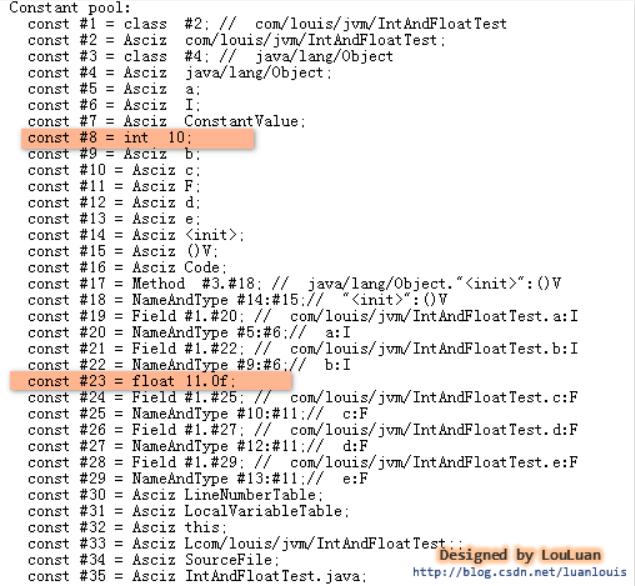 Constant pool:
const #1 = class  #2; //  com/louis/jvm/IntAndFloatTest
const #2 = Asciz  com/louis/jvm/IntAndFloatTest;
const #3 = class  #4; //  java/lang/Object
const #4 = Asciz  java/lang/Object;
const #5 = Asciz  a;
const #6 = Asciz  I;
const #7 = Asciz  ConstantValue;
const #8 = int  10;
const #9 = Asciz  b;
const #10 = Asciz c;
const #11 = Asciz F;
const #12 = Asciz d;
const #13 = Asciz e;
const #14 = Asciz <init>;
const #15 = Asciz ()V;
const #16 = Asciz Code;
const #17 = Method  #3.#18; //  java/lang/Object."<init>":()V
const #18 = NameAndType #14:#15;//  "<init>":()V
const #19 = Field #1.#20; //  com/louis/jvm/IntAndFloatTest.a:I
const #20 = NameAndType #5:#6;//  a:I
const #21 = Field #1.#22; //  com/louis/jvm/IntAndFloatTest.b:I
const #22 = NameAndType #9:#6;//  b:I
const #23 = float 11.0f;
const #24 = Field #1.#25; //  com/louis/jvm/IntAndFloatTest.c:F
const #25 = NameAndType #10:#11;//  c:F
const #26 = Field #1.#27; //  com/louis/jvm/IntAndFloatTest.d:F
const #27 = NameAndType #12:#11;//  d:F
const #28 = Field #1.#29; //  com/louis/jvm/IntAndFloatTest.e:F
const #29 = NameAndType #13:#11;//  e:F
const #30 = Asciz LineNumberTable;
const #31 = Asciz LocalVariableTable;
const #32 = Asciz this;
const #33 = Asciz Lcom/louis/jvm/IntAndFloatTest;;
const #34 = Asciz SourceFile;
const #35 = Asciz IntAndFloatTest.java;
Designed by LouLuan
http://blog.csdn.net/luanlouis